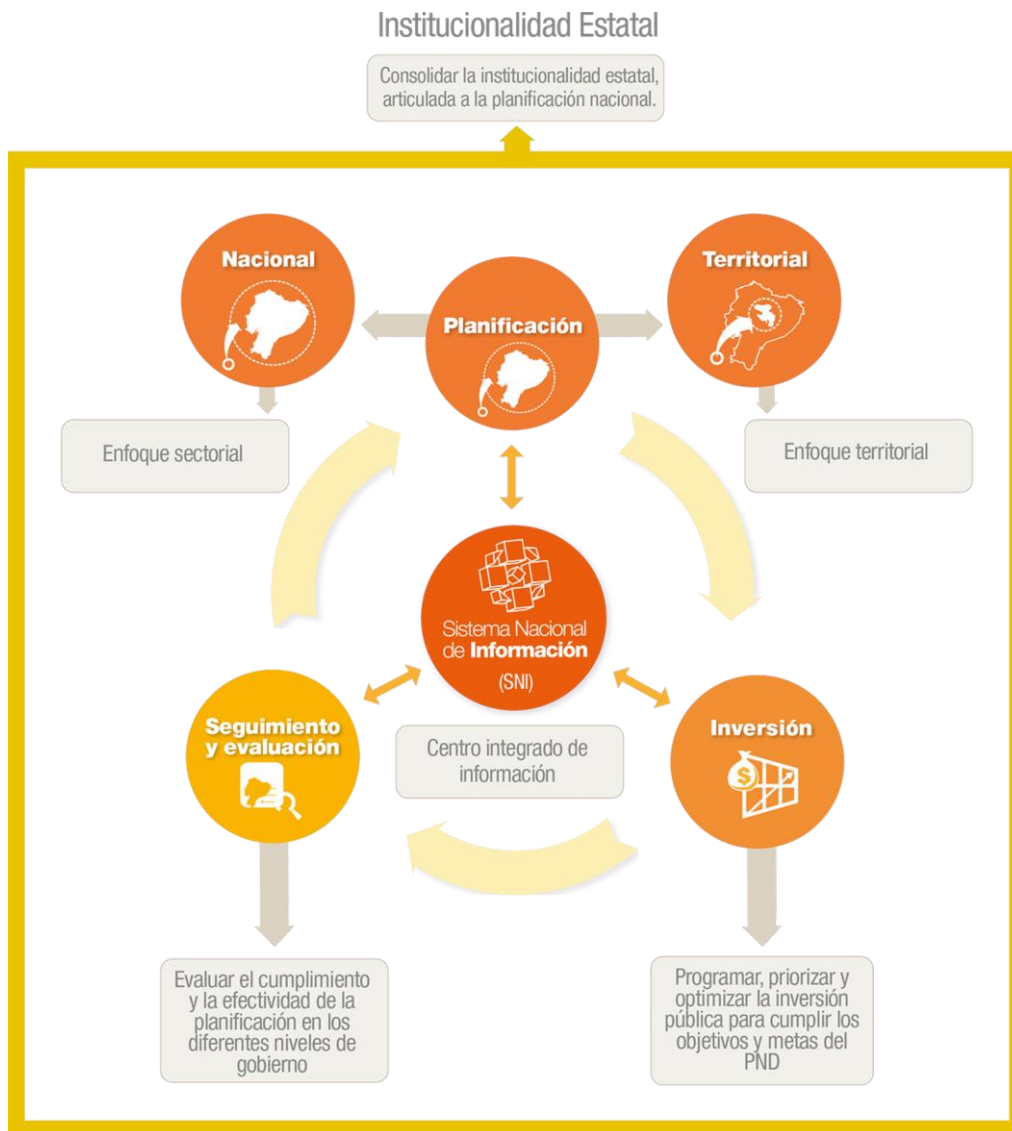 Institucionalidad Estatal
Consolidar la institucionalidad estatal,
articulada a la planificación nacional.
Nacional
Territorial
Planificación
Enfoque sectorial
Enfoque territorial
Sistema Nacional
de Información
(SNI)
Seguimiento
y evaluación
Centro integrado de
información
Inversión
$
Evaluar el cumplimiento
y la efectividad de la
planificación en los
diferentes niveles de
gobierno
Programar, priorizar y
optimizar la inversión
pública para cumplir los
objetivos y metas del
PND